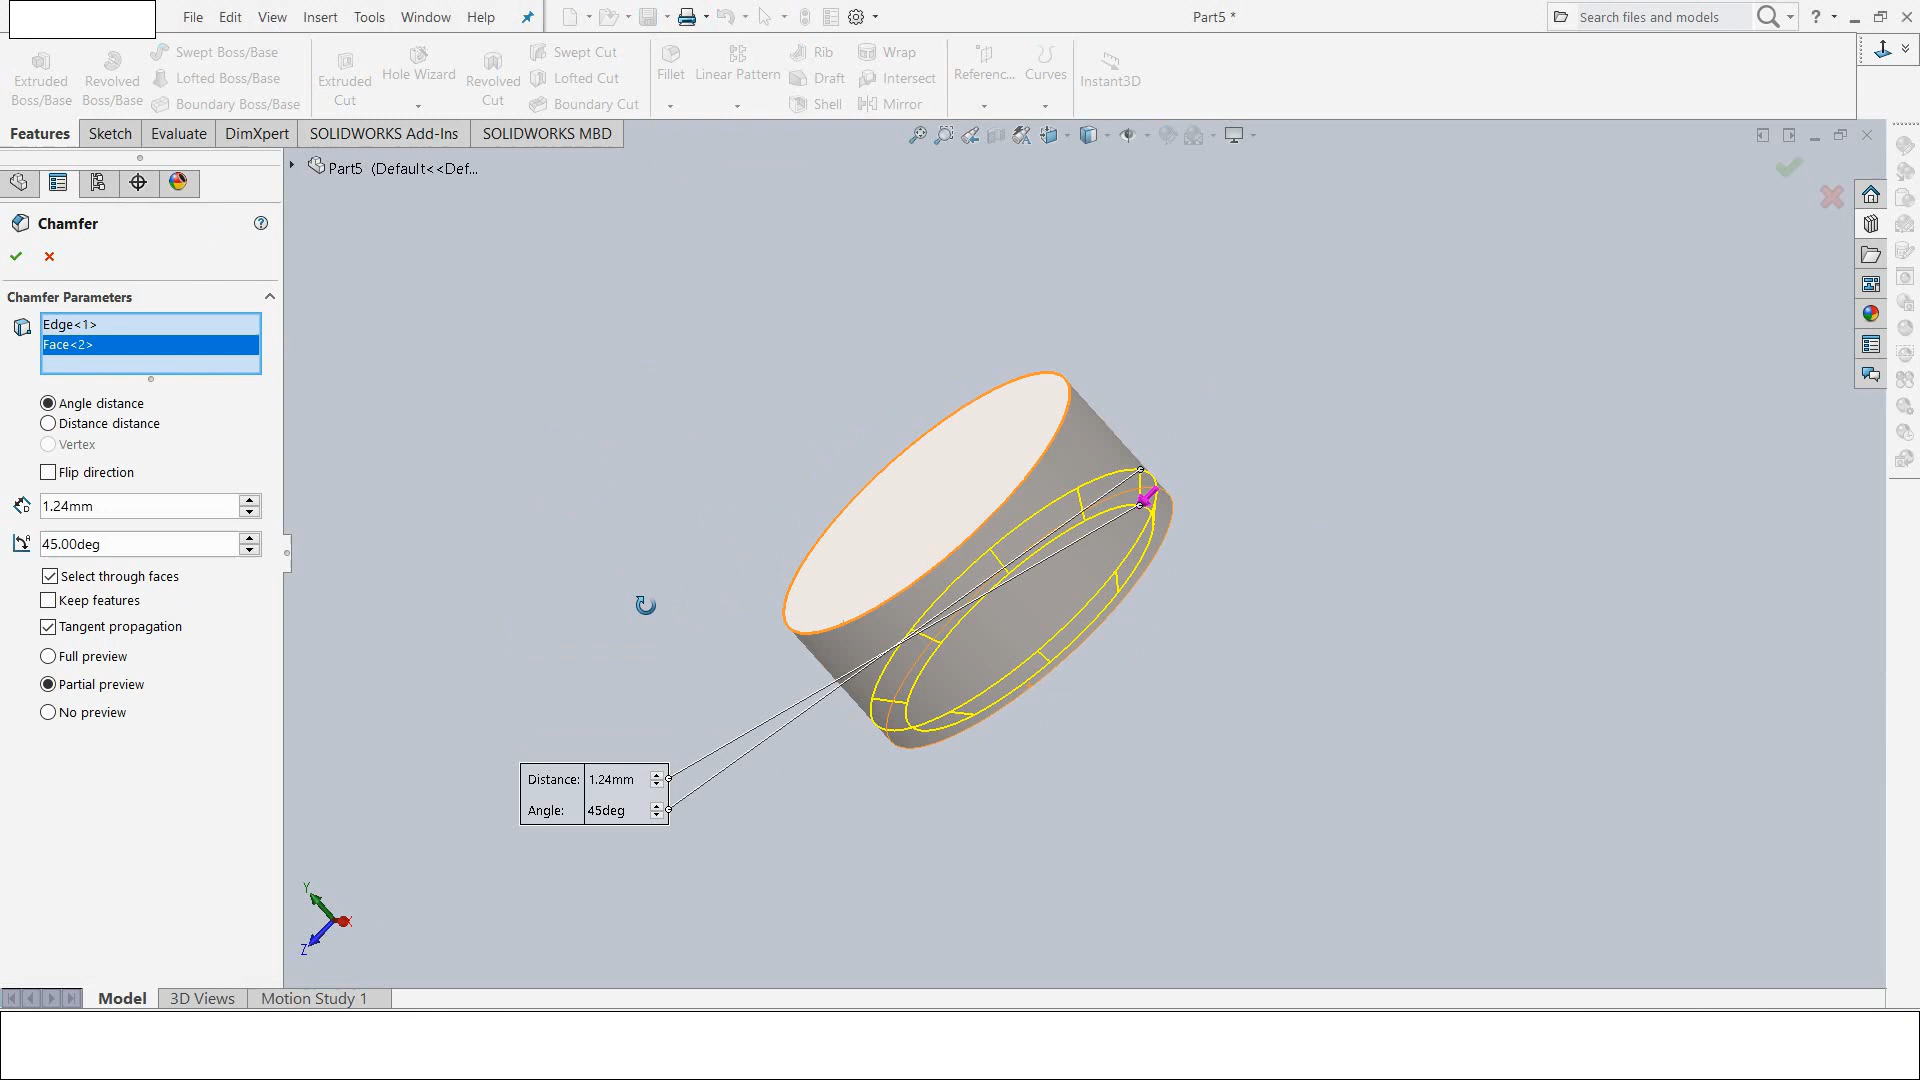 File Edit View Insert Tools Window Help
Part5 *
Search files and models
?
Extruded Boss/Base
Revolved Boss/Base
Swept Boss/Base
Lofted Boss/Base
Boundary Boss/Base
Extruded Cut
Hole Wizard
Revolved Cut
Swept Cut
Lofted Cut
Boundary Cut
Fillet
Linear Pattern
Rib
Draft
Shell
Wrap
Intersect
Mirror
Referenc...
Curves
Instant3D
Features Sketch Evaluate DimXpert SOLIDWORKS Add-Ins SOLIDWORKS MBD
Part5 (Default<<Def...
Chamfer
?
Chamfer Parameters
Edge<1>
Face<2>
Angle distance
Distance distance
Vertex
Flip direction
1.24mm
45.00deg
Select through faces
Keep features
Tangent propagation
Full preview
Partial preview
No preview
Distance: 1.24mm
Angle: 45deg
Y
X
Z
Model 3D Views Motion Study 1